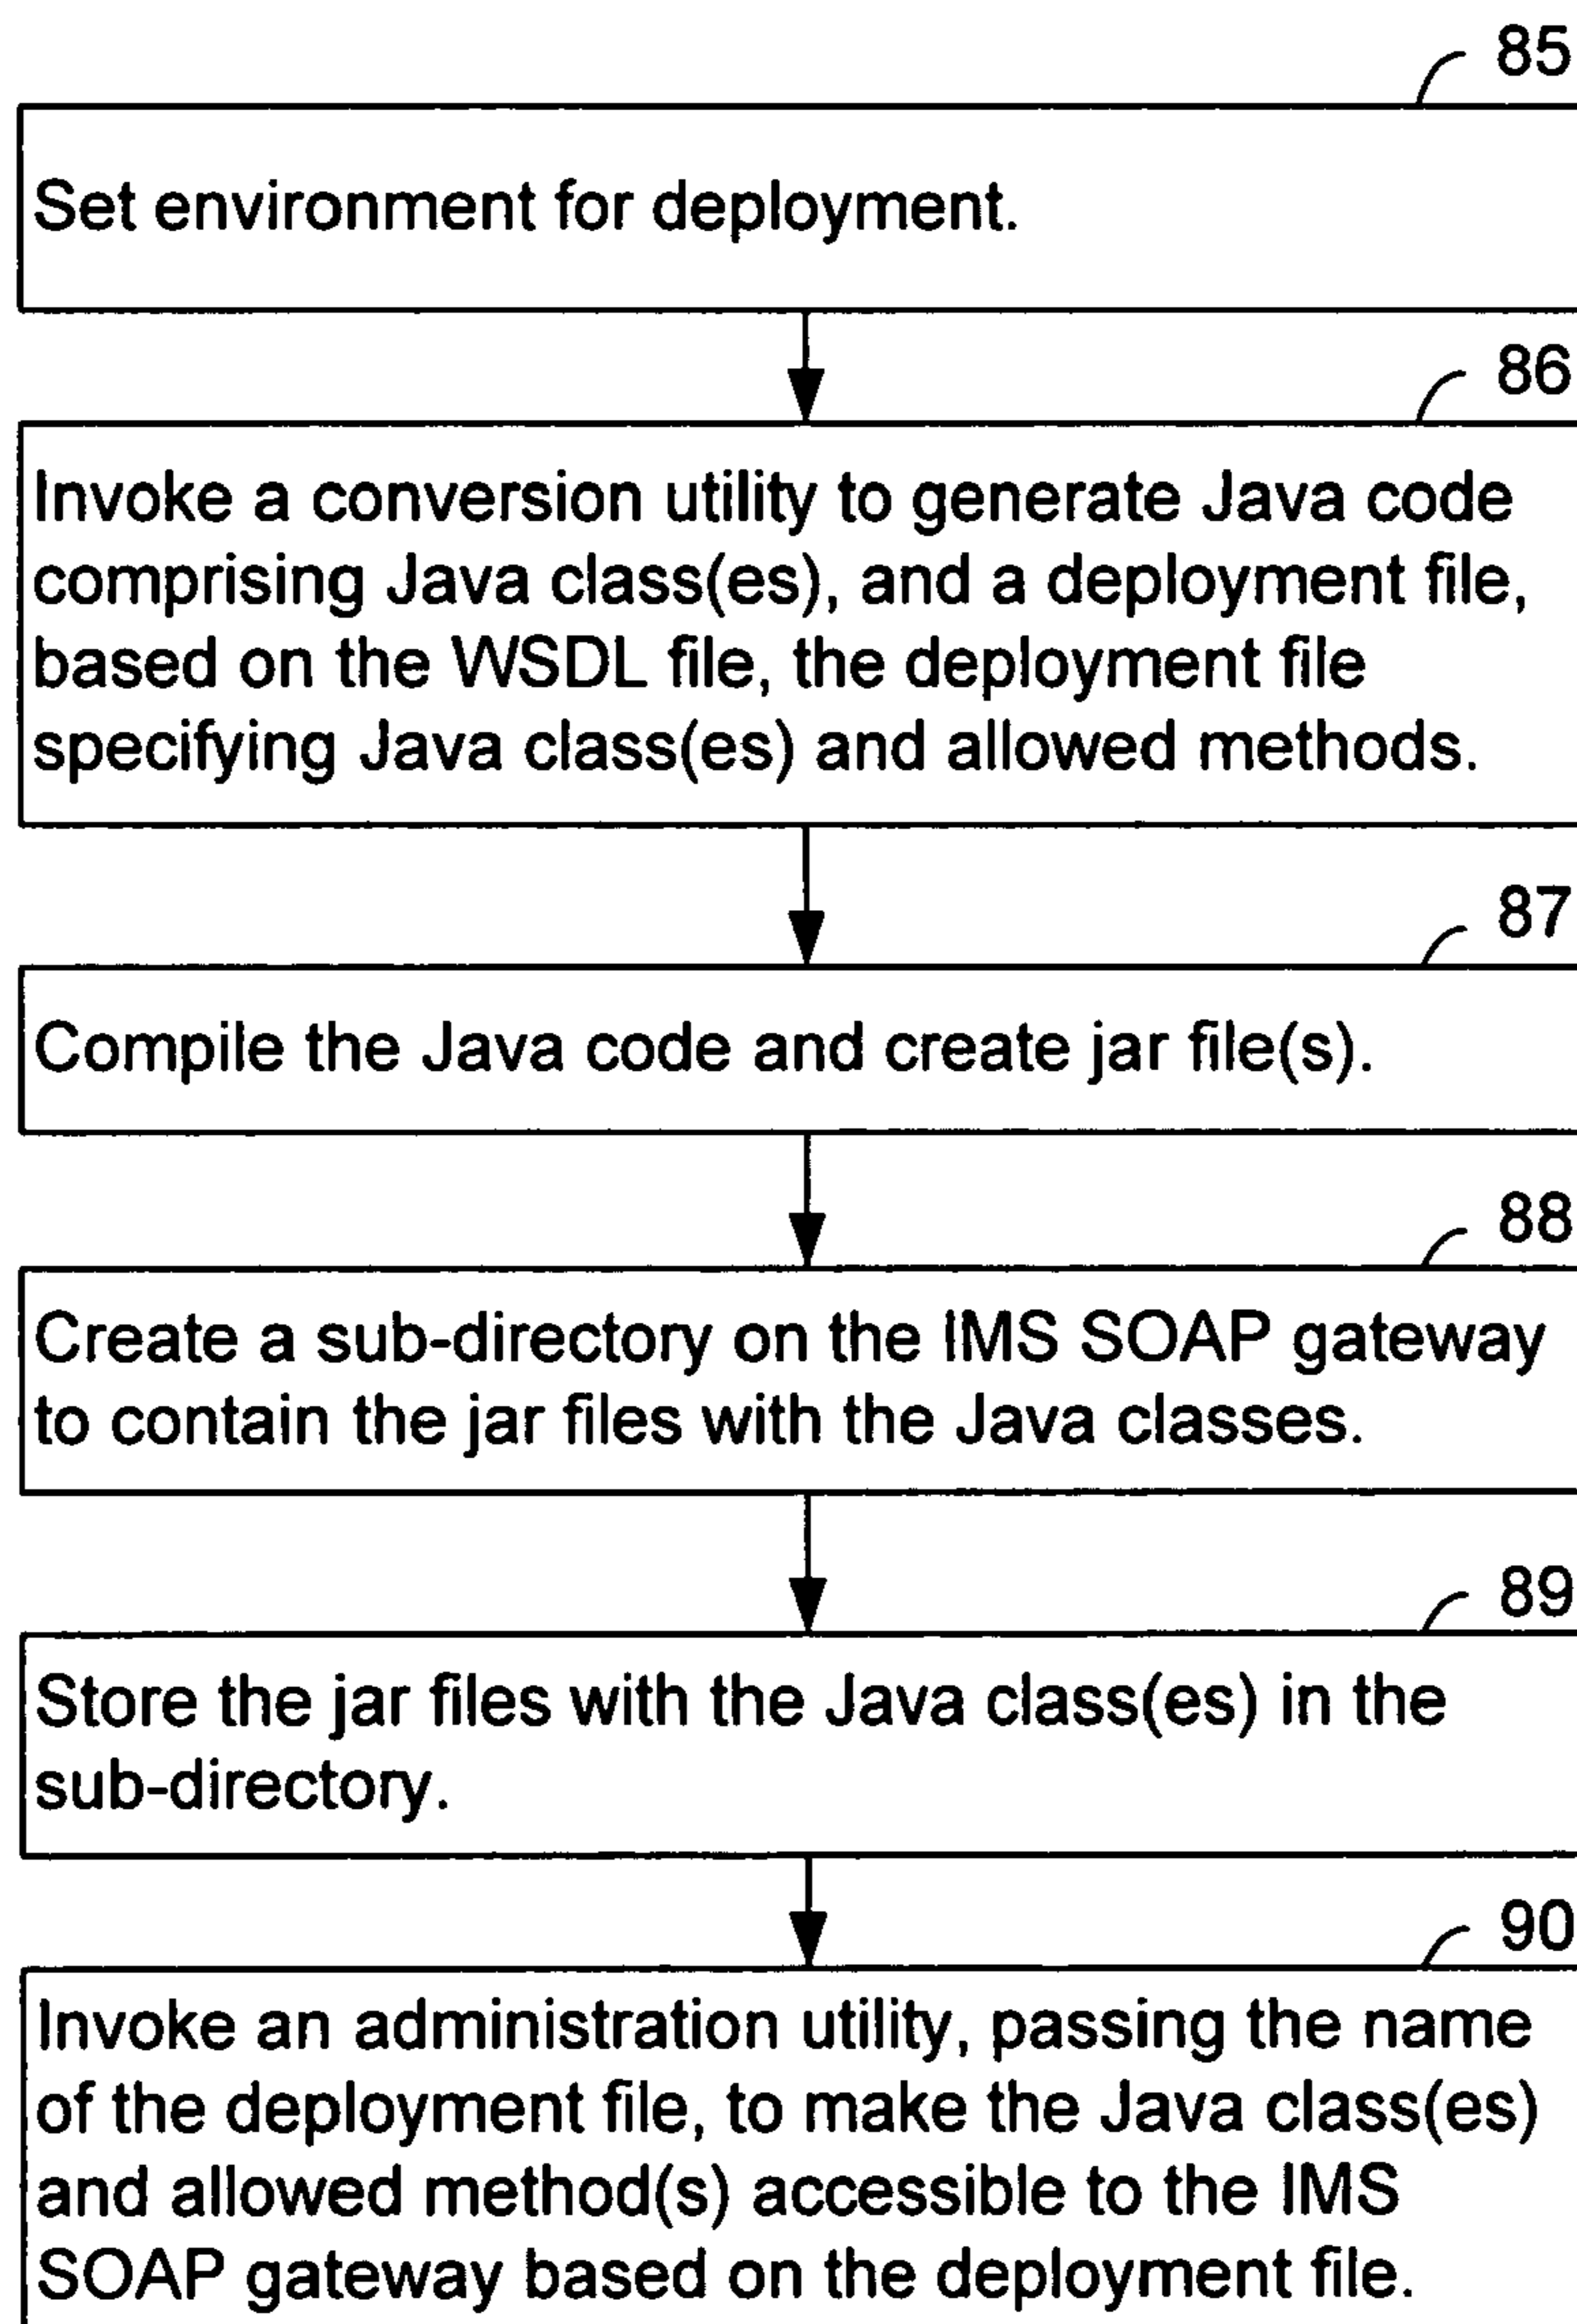 85
Set environment for deployment.
86
Invoke a conversion utility to generate Java code
comprising Java class(es), and a deployment file,
based on the WSDL file, the deployment file
specifying Java class(es) and allowed methods.
87
Compile the Java code and create jar file(s).
88
Create a sub-directory on the IMS SOAP gateway
to contain the jar files with the Java classes.
89
Store the jar files with the Java class(es) in the
sub-directory.
90
Invoke an administration utility, passing the name
of the deployment file, to make the Java class(es)
and allowed method(s) accessible to the IMS
SOAP gateway based on the deployment file.